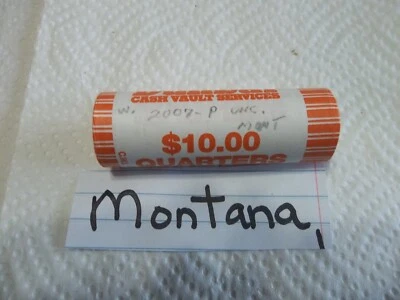 CASH VAULT SERVICES
W. 2007-P UNC.
MONT
$10.00
QUARTERS
Montana